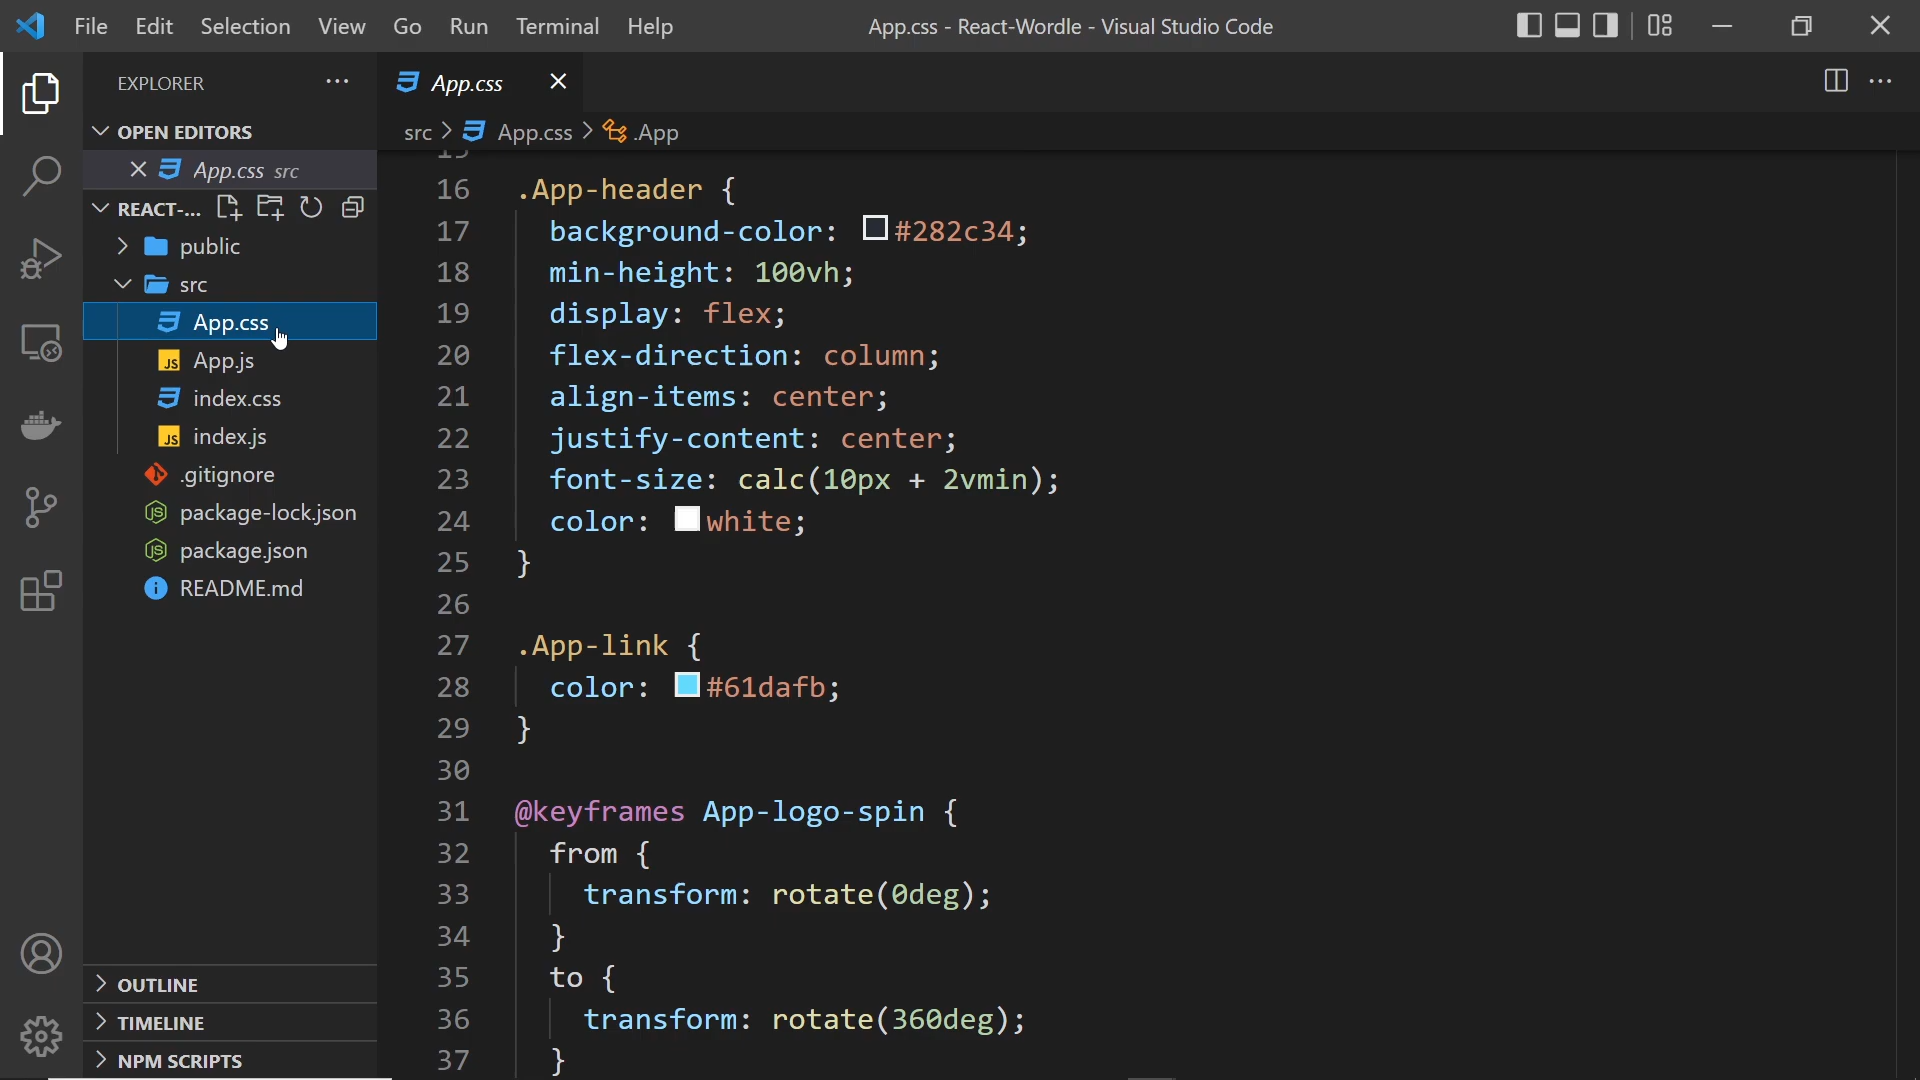 File Edit Selection View Go Run Terminal Help
App.css - React-Wordle - Visual Studio Code
EXPLORER
OPEN EDITORS
App.css src
REACT-...
public
src
App.css
JS App.js
index.css
JS index.js
.gitignore
package-lock.json
package.json
README.md
OUTLINE
TIMELINE
NPM SCRIPTS
App.css
src > App.css > .App
15
16 .App-header {
17 background-color: #282c34;
18 min-height: 100vh;
19 display: flex;
20 flex-direction: column;
21 align-items: center;
22 justify-content: center;
23 font-size: calc(10px + 2vmin);
24 color: white;
25 }
26
27 .App-link {
28 color: #61dafb;
29 }
30
31 @keyframes App-logo-spin {
32 from {
33 transform: rotate(0deg);
34 }
35 to {
36 transform: rotate(360deg);
37 }